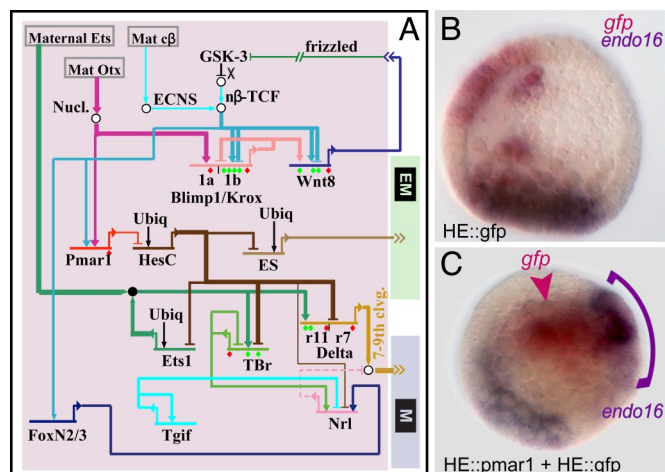 A
Maternal Ets
Mat cβ
Mat Otx
GSK-3
frizzled
χ
ECNS
nβ-TCF
Nucl.
1a
1b
Wnt8
Blimp1/Krox
EM
Ubiq
Ubiq
Pmar1
HesC
ES
7-9th clvg.
Ubiq
r11
r7
Ets1
TBr
Delta
M
FoxN2/3
Tgif
Nrl
B
gfp
endo16
HE::gfp
C
gfp
endo16
HE::pmar1 + HE::gfp